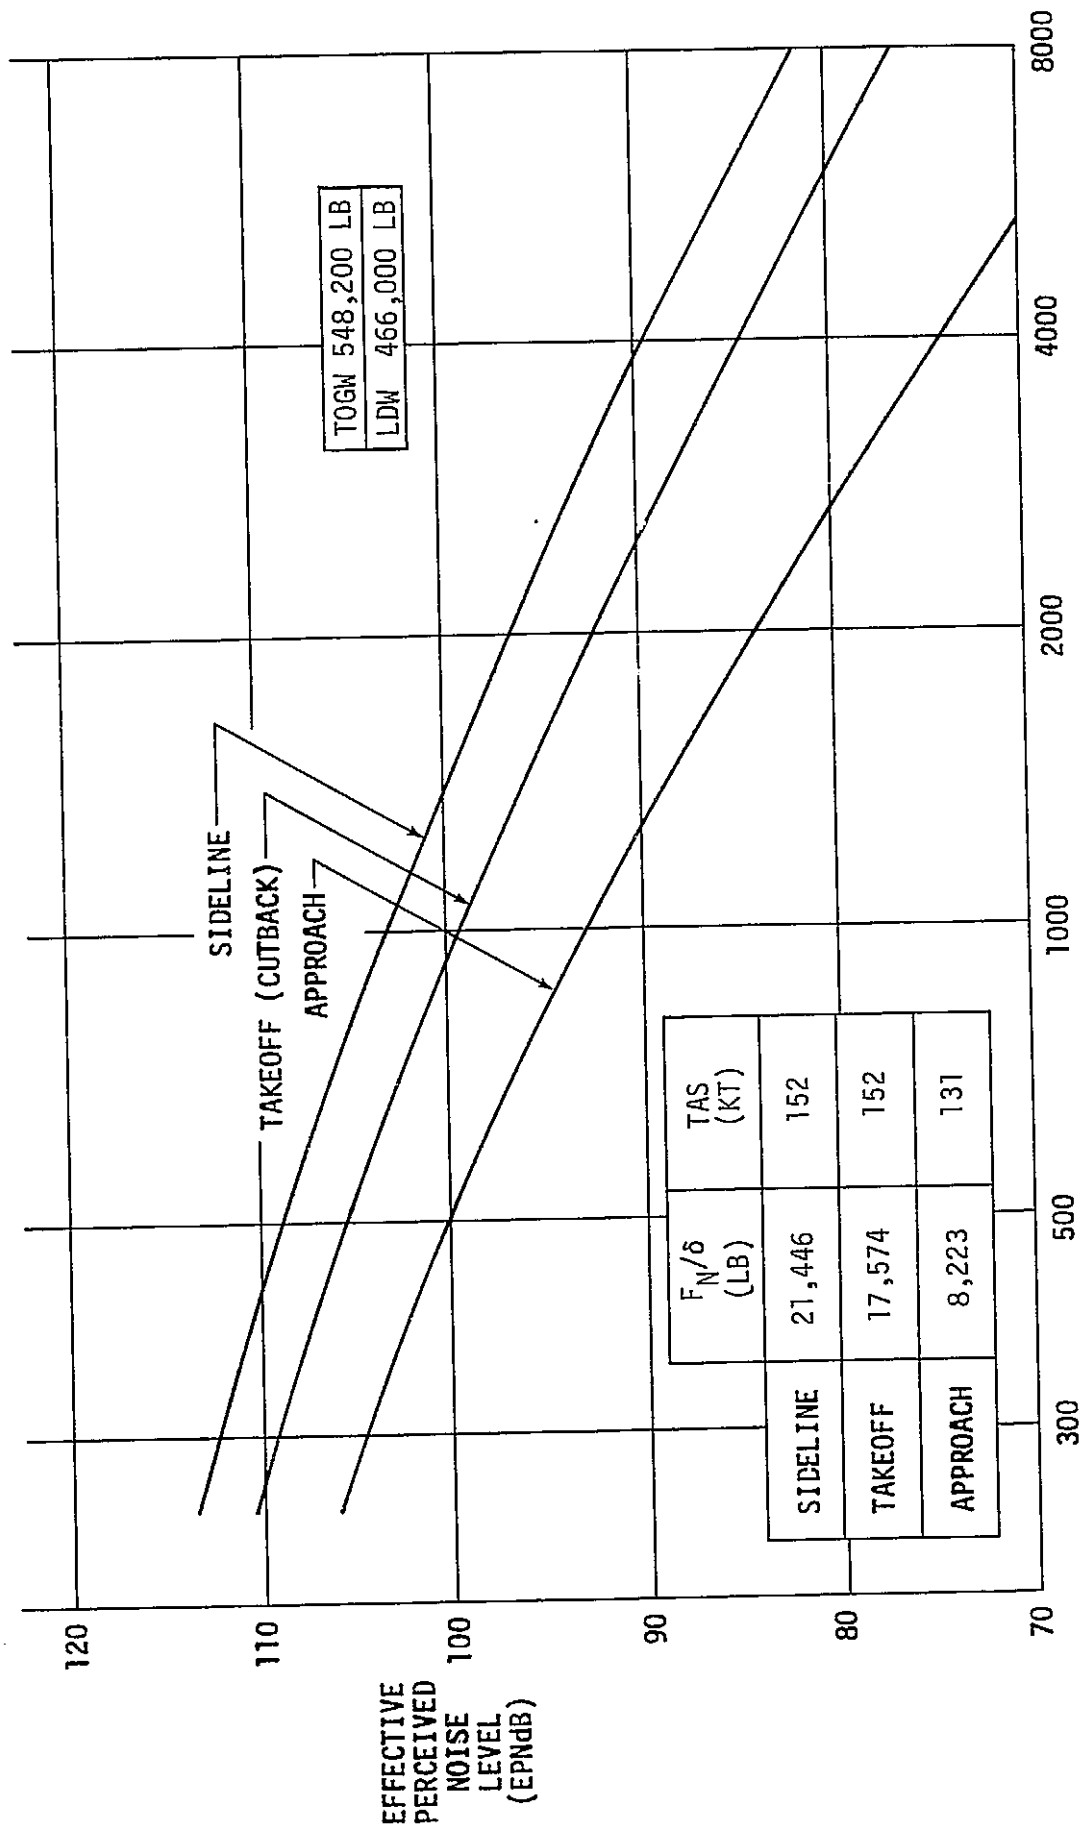 EFFECTIVE
PERCEIVED
NOISE
LEVEL
(EPNdB)
120
110
100
90
80
70
SIDELINE
TAKEOFF (CUTBACK)
APPROACH
TOGW 548,200 LB
LDW 466,000 LB
FN/δ (LB) TAS (KT)
SIDELINE 21,446 152
TAKEOFF 17,574 152
APPROACH 8,223 131
300 500 1000 2000 4000 8000